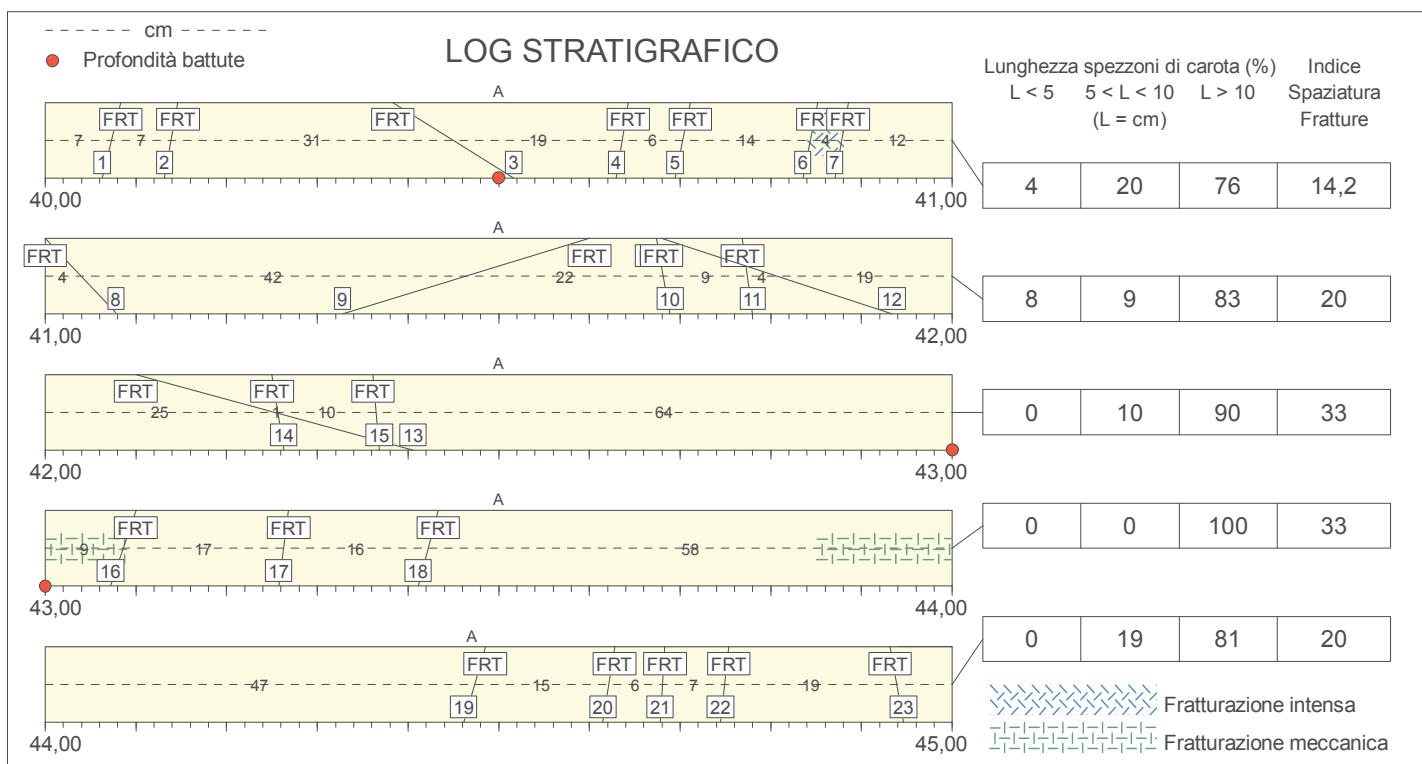 cm
Profondità battute
LOG STRATIGRAFICO
Lunghezza spezzoni di carota (%)
Indice
Spaziatura
Fratture
L < 5
5 < L < 10
(L = cm)
L > 10
A
FRT FRT FRT FRT FRT FRT FRT
7 7 31 19 6 14 4 12
1 2 3 4 5 6 7
40,00 41,00
4 20 76 14,2
A
FRT FRT FRT FRT
4 42 22 9 4 19
8 9 10 11 12
41,00 42,00
8 9 83 20
A
FRT FRT FRT
25 1 10 64
14 15 13
42,00 43,00
0 10 90 33
A
FRT FRT FRT
9 17 16 58
16 17 18
43,00 44,00
0 0 100 33
A
FRT FRT FRT FRT FRT
47 15 6 7 19
19 20 21 22 23
44,00 45,00
0 19 81 20
Fratturazione intensa
Fratturazione meccanica